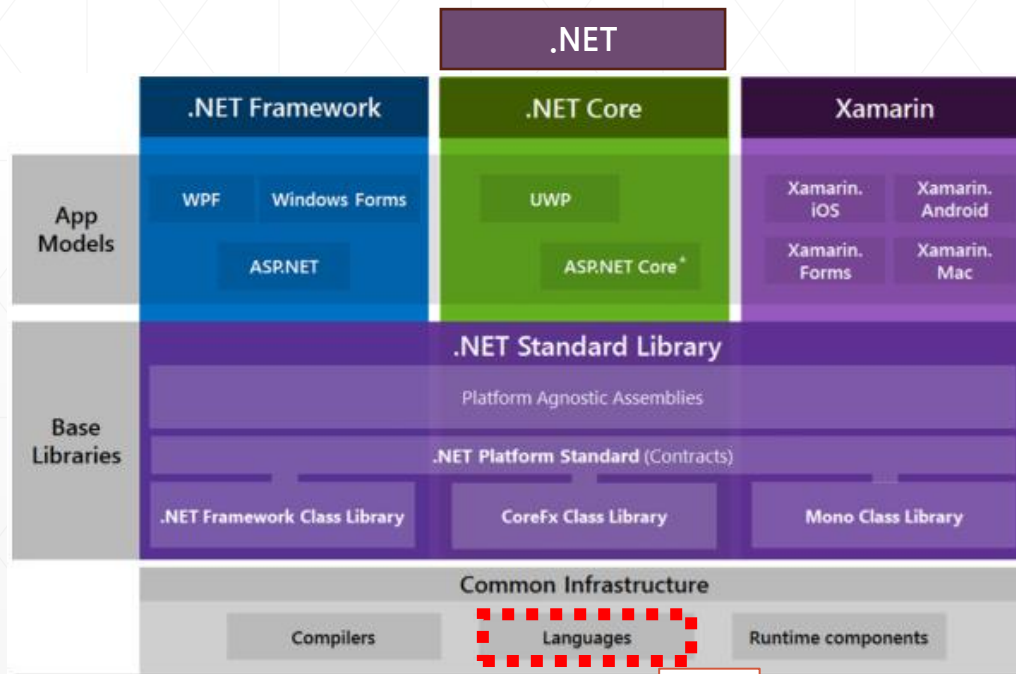 .NET
.NET Framework
.NET Core
Xamarin
App
Models
WPF
Windows Forms
ASP.NET
UWP
ASP.NET Core*
Xamarin.
iOS
Xamarin.
Android
Xamarin.
Forms
Xamarin.
Mac
Base
Libraries
.NET Standard Library
Platform Agnostic Assemblies
.NET Platform Standard (Contracts)
.NET Framework Class Library
CoreFx Class Library
Mono Class Library
Common Infrastructure
Compilers
Languages
Runtime components